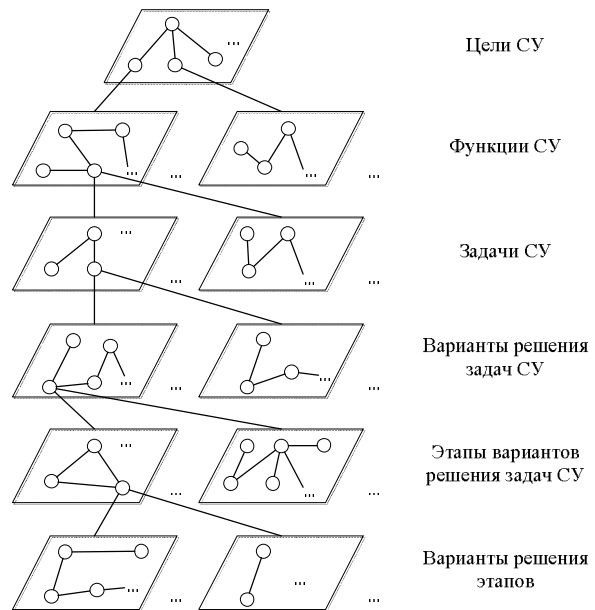 Цели СУ
Функции СУ
Задачи СУ
Варианты решения
задач СУ
Этапы вариантов
решения задач СУ
Варианты решения
этапов